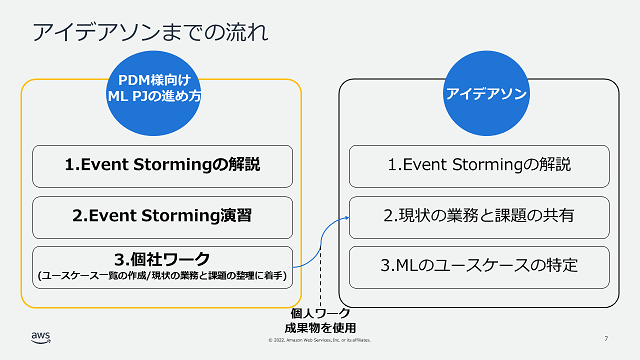 アイデアソンまでの流れ
PDM様向け
ML PJの進め方
1.Event Stormingの解説
2.Event Storming演習
3.個社ワーク
(ユースケース一覧の作成/現状の業務と課題の整理に着手)
アイデアソン
1.Event Stormingの解説
2.現状の業務と課題の共有
3.MLのユースケースの特定
個人ワーク
成果物を使用
aws
© 2022, Amazon Web Services, Inc. or its affiliates.
7